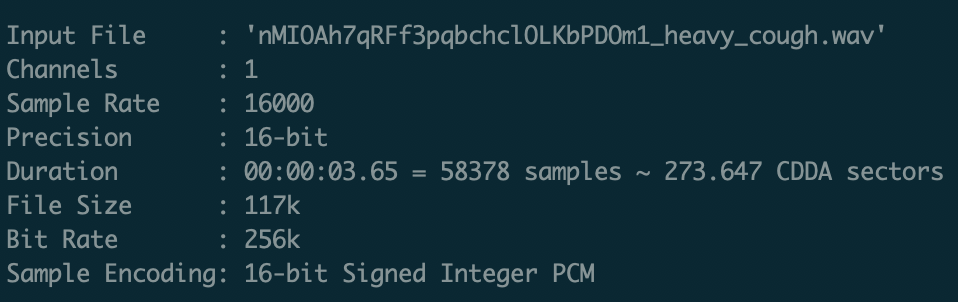 Input File     : 'nMIOAh7qRFf3pqbchclOLKbPDOm1_heavy_cough.wav'
Channels       : 1
Sample Rate    : 16000
Precision      : 16-bit
Duration       : 00:00:03.65 = 58378 samples ~ 273.647 CDDA sectors
File Size      : 117k
Bit Rate       : 256k
Sample Encoding: 16-bit Signed Integer PCM